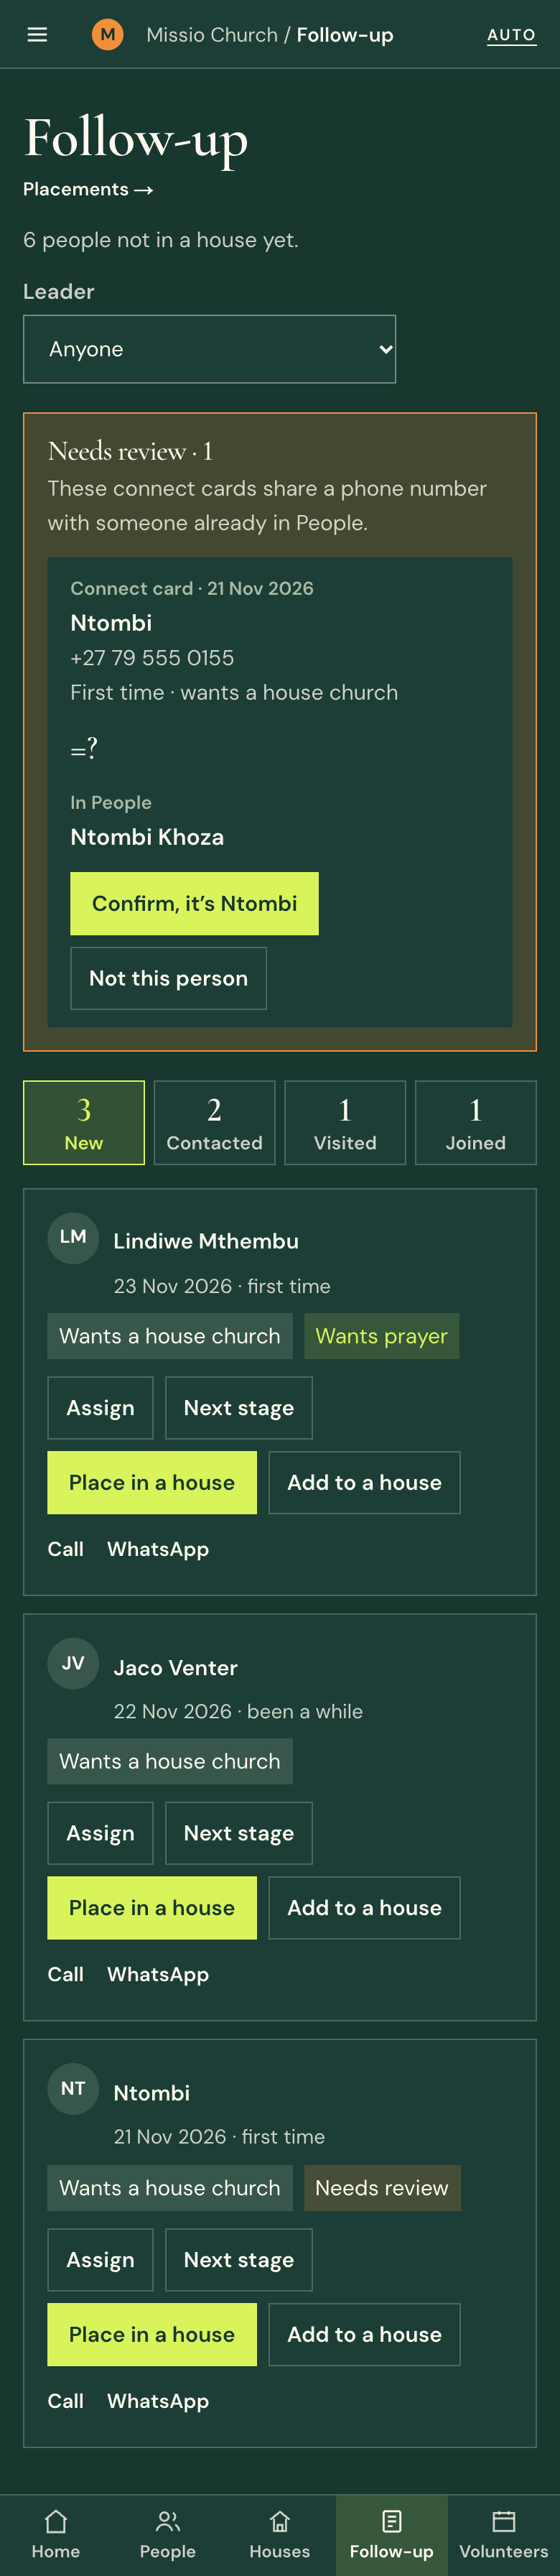 M Missio Church / Follow-up AUTO
Follow-up
Placements →
6 people not in a house yet.
Leader
Anyone
Needs review · 1
These connect cards share a phone number
with someone already in People.
Connect card · 21 Nov 2026
Ntombi
+27 79 555 0155
First time · wants a house church
=?
In People
Ntombi Khoza
Confirm, it’s Ntombi
Not this person
3 2 1 1
New Contacted Visited Joined
LM Lindiwe Mthembu
23 Nov 2026 · first time
Wants a house church Wants prayer
Assign Next stage
Place in a house Add to a house
Call WhatsApp
JV Jaco Venter
22 Nov 2026 · been a while
Wants a house church
Assign Next stage
Place in a house Add to a house
Call WhatsApp
NT Ntombi
21 Nov 2026 · first time
Wants a house church Needs review
Assign Next stage
Place in a house Add to a house
Call WhatsApp
Home People Houses Follow-up Volunteers